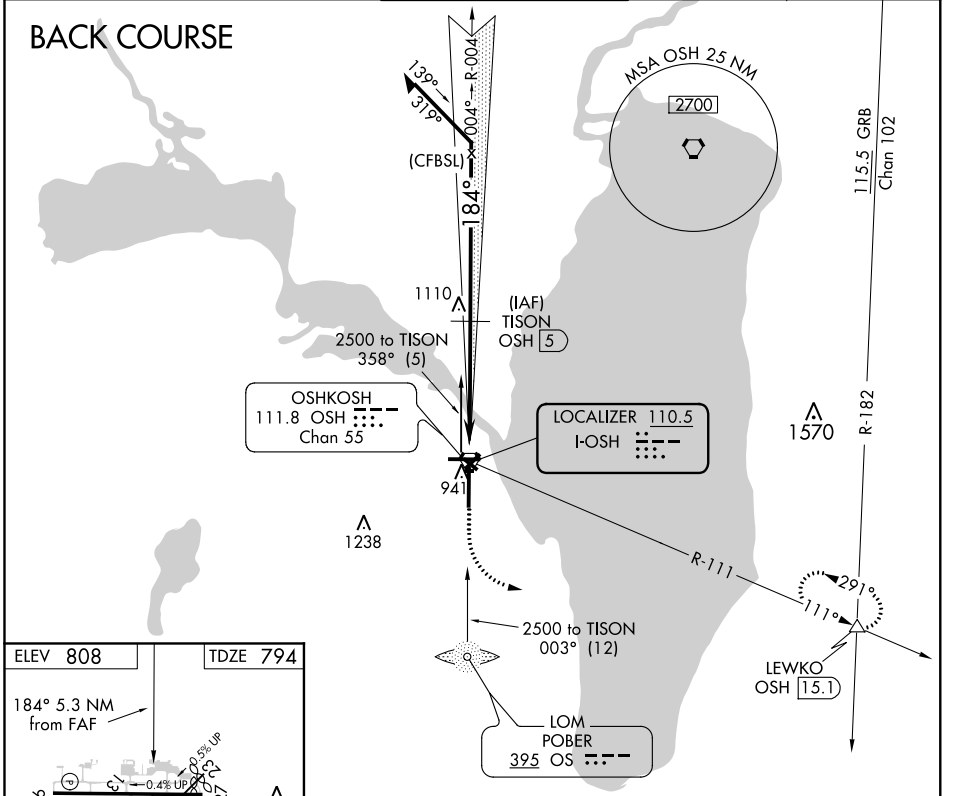 BACK COURSE
139°
319°
004°
R-004
(CFBSL)
184°
MSA OSH 25 NM
2700
115.5 GRB
Chan 102
1110
(IAF)
TISON
OSH 5
2500 to TISON
358° (5)
OSHKOSH
111.8 OSH
Chan 55
LOCALIZER 110.5
I-OSH
1570
R-182
941
1238
R-111
291°
111°
2500 to TISON
003° (12)
LEWKO
OSH 15.1
LOM
POBER
395 OS
ELEV 808
TDZE 794
184° 5.3 NM
from FAF
0.5% UP
P
13
0.4% UP
23